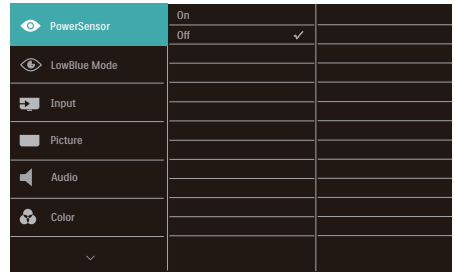 PowerSensor
On
Off
LowBlue Mode
Input
Picture
Audio
Color